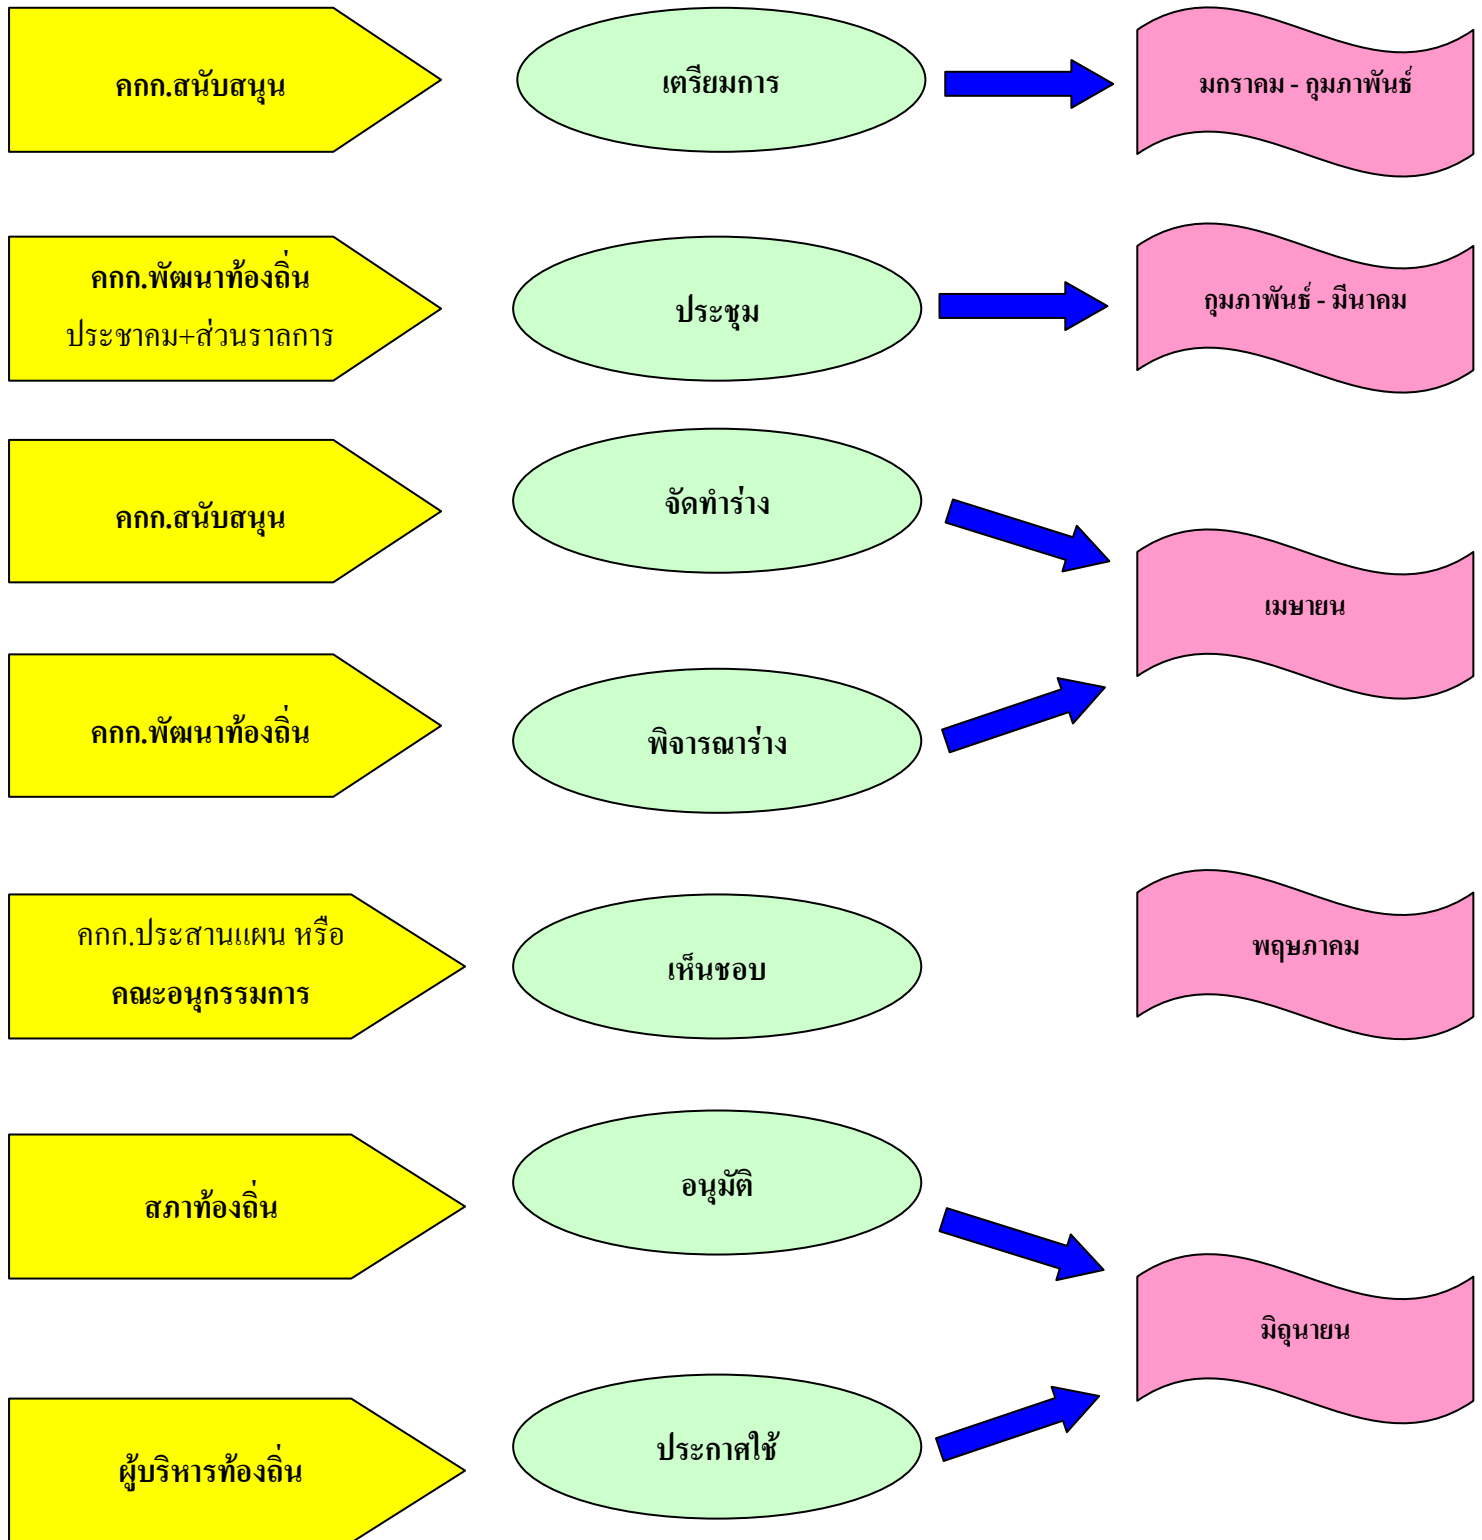 คกก.สนับสนุน
เตรียมการ
มกราคม - กุมภาพันธ์
คกก.พัฒนาท้องถิ่น
ประชาคม+ส่วนราลการ
ประชุม
กุมภาพันธ์ - มีนาคม
คกก.สนับสนุน
จัดทำร่าง
เมษายน
คกก.พัฒนาท้องถิ่น
พิจารณาร่าง
คกก.ประสานแผน หรือ
คณะอนุกรรมการ
เห็นชอบ
พฤษภาคม
สภาท้องถิ่น
อนุมัติ
มิถุนายน
ผู้บริหารท้องถิ่น
ประกาศใช้